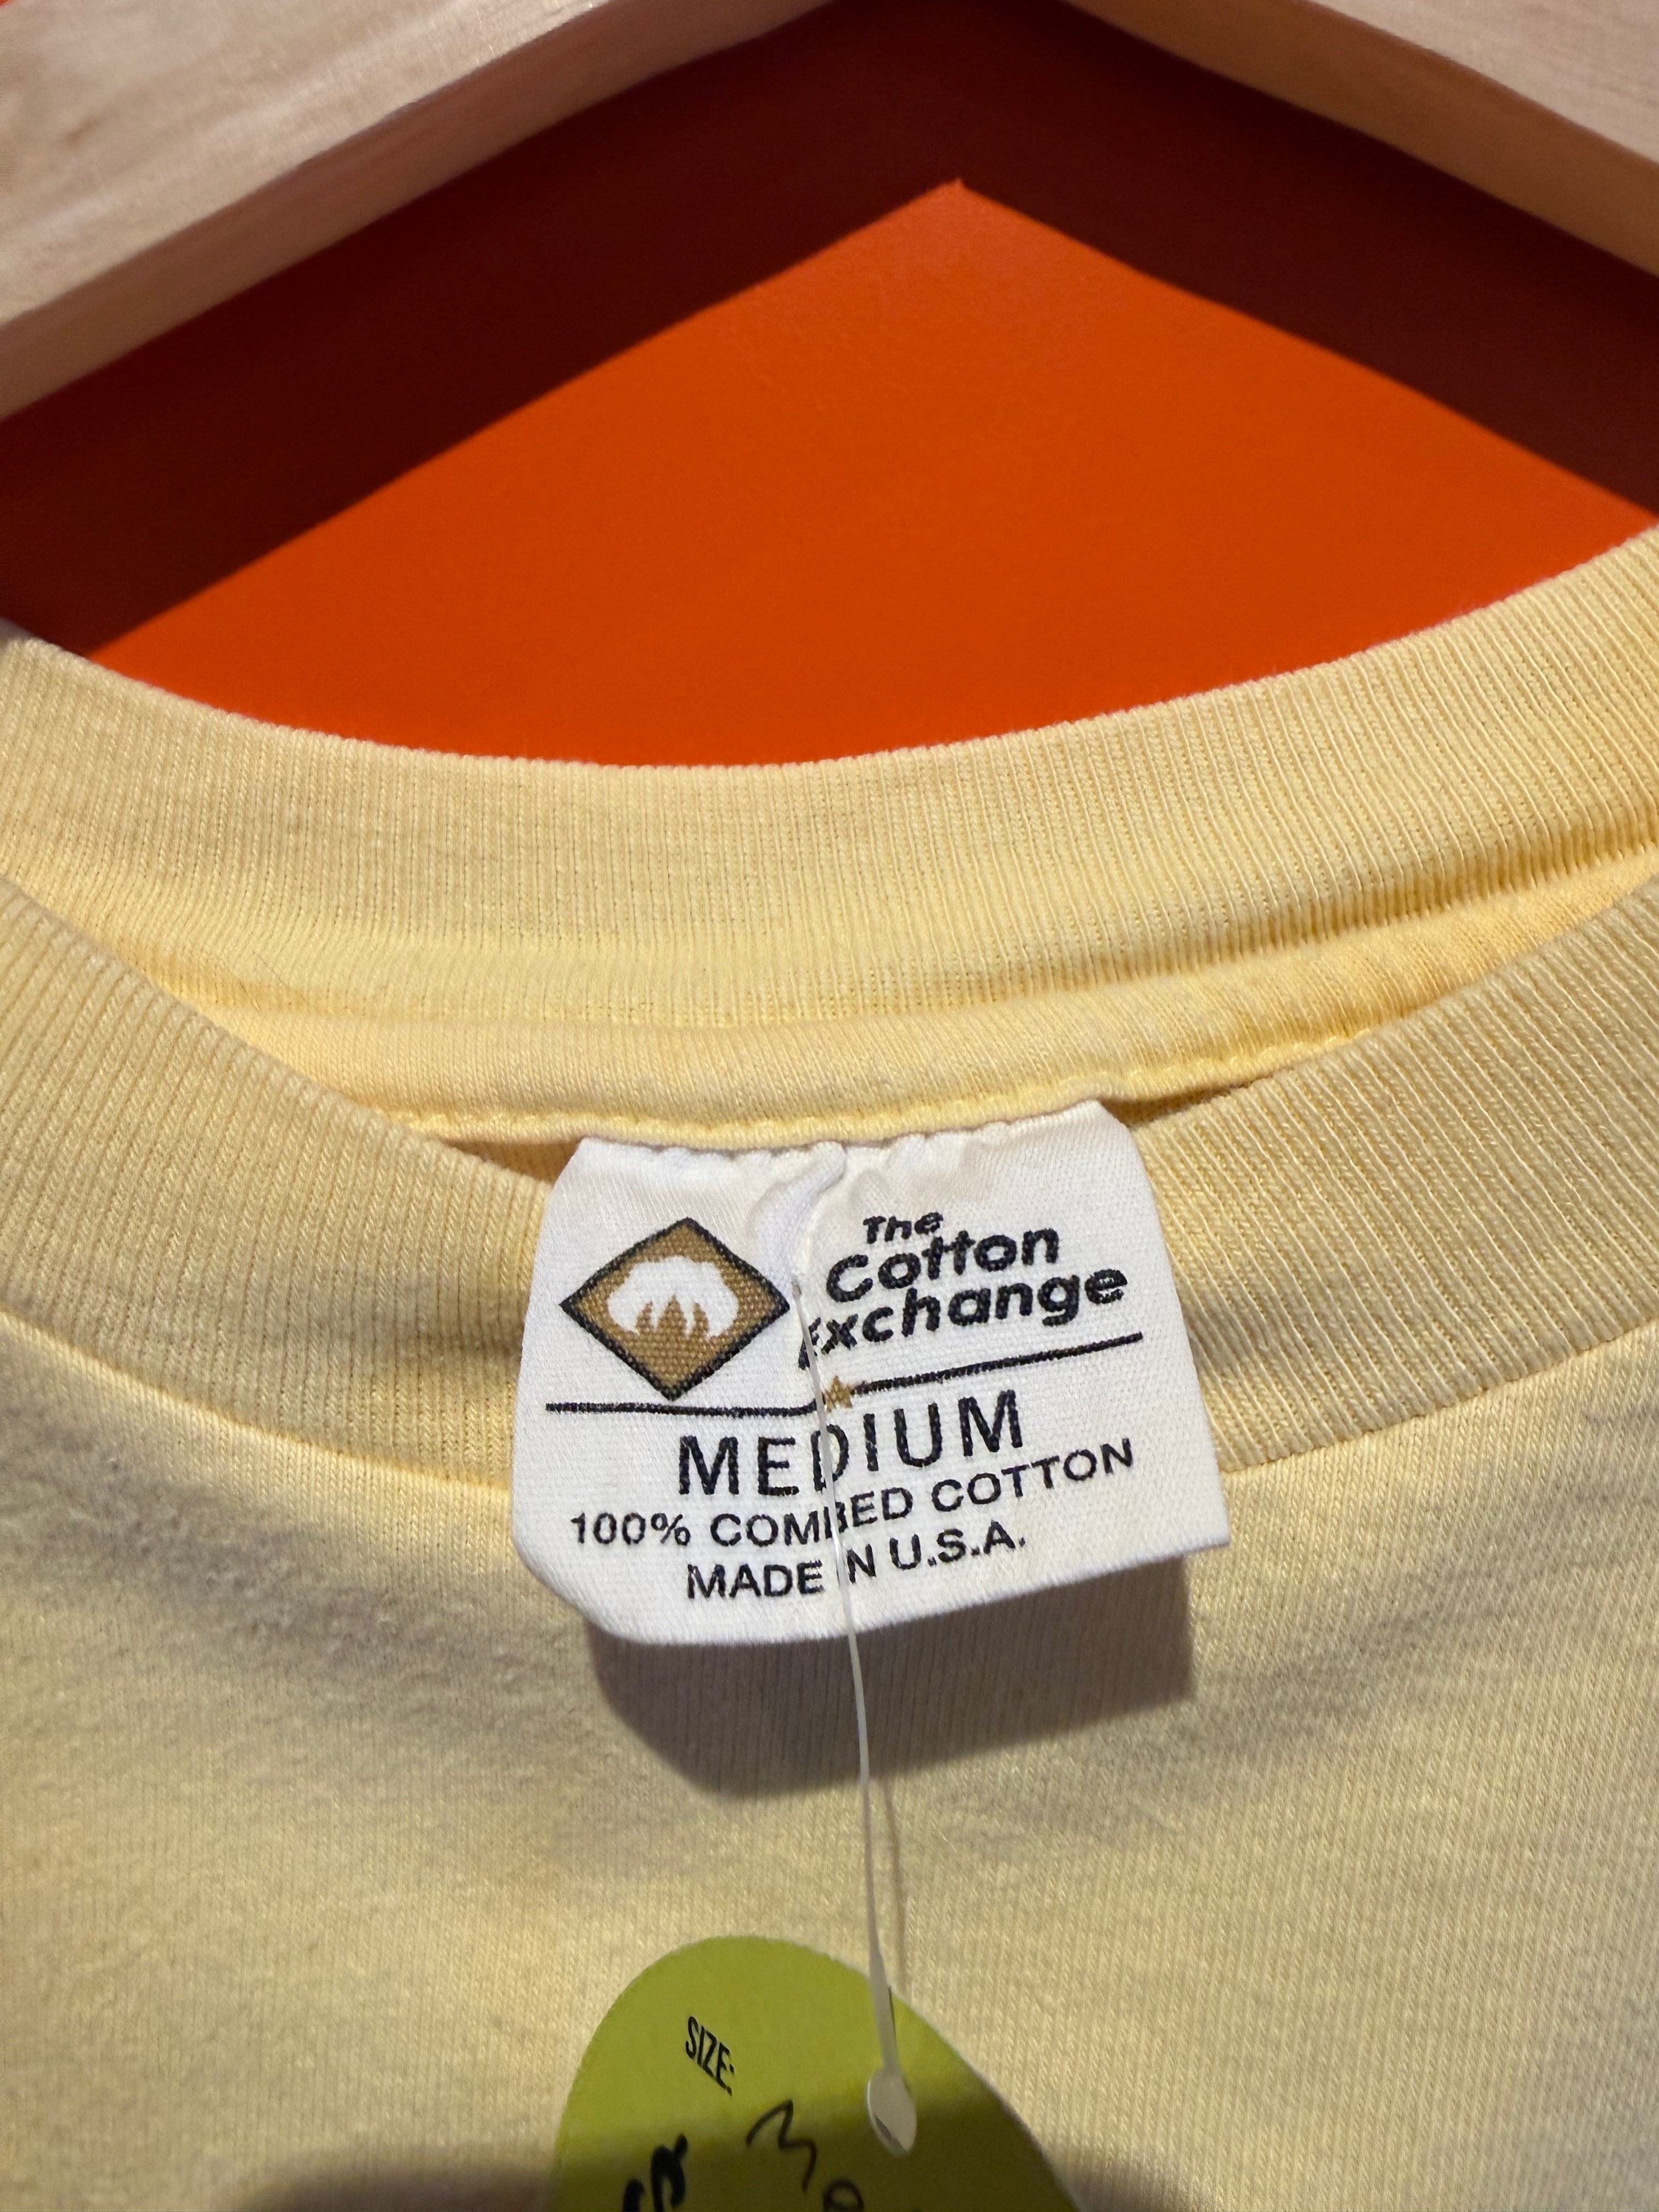 The
Cotton
Exchange
MEDIUM
100% COMBED COTTON
MADE IN U.S.A.
SIZE: